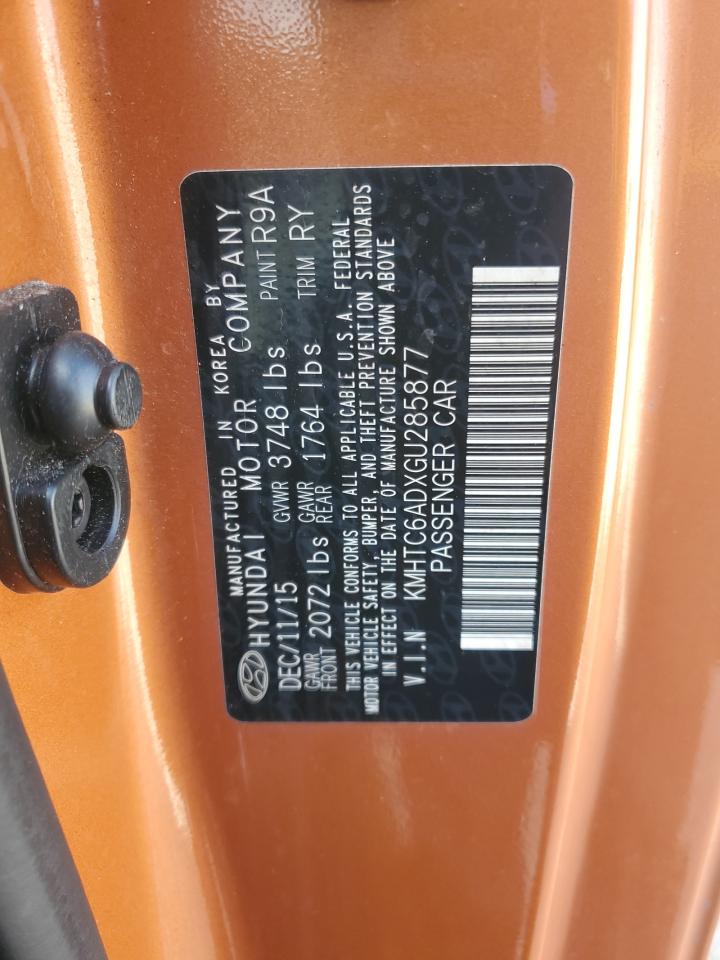 MANUFACTURED IN KOREA BY
HYUNDAI MOTOR COMPANY
DEC/11/15 GVWR 3748 lbs PAINT R9A
GAWR FRONT 2072 lbs GAWR REAR 1764 lbs TRIM RY
THIS VEHICLE CONFORMS TO ALL APPLICABLE U.S.A. FEDERAL
MOTOR VEHICLE SAFETY, BUMPER, AND THEFT PREVENTION STANDARDS
IN EFFECT ON THE DATE OF MANUFACTURE SHOWN ABOVE
V.I.N KMHTC6ADXGU285877
PASSENGER CAR